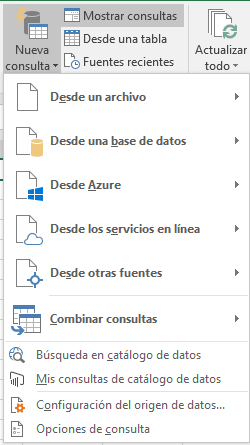 Nueva
consulta
Mostrar consultas
Desde una tabla
Fuentes recientes
Actualizar
todo
Desde un archivo
Desde una base de datos
Desde Azure
Desde los servicios en línea
Desde otras fuentes
Combinar consultas
Búsqueda en catálogo de datos
Mis consultas de catálogo de datos
Configuración del origen de datos...
Opciones de consulta